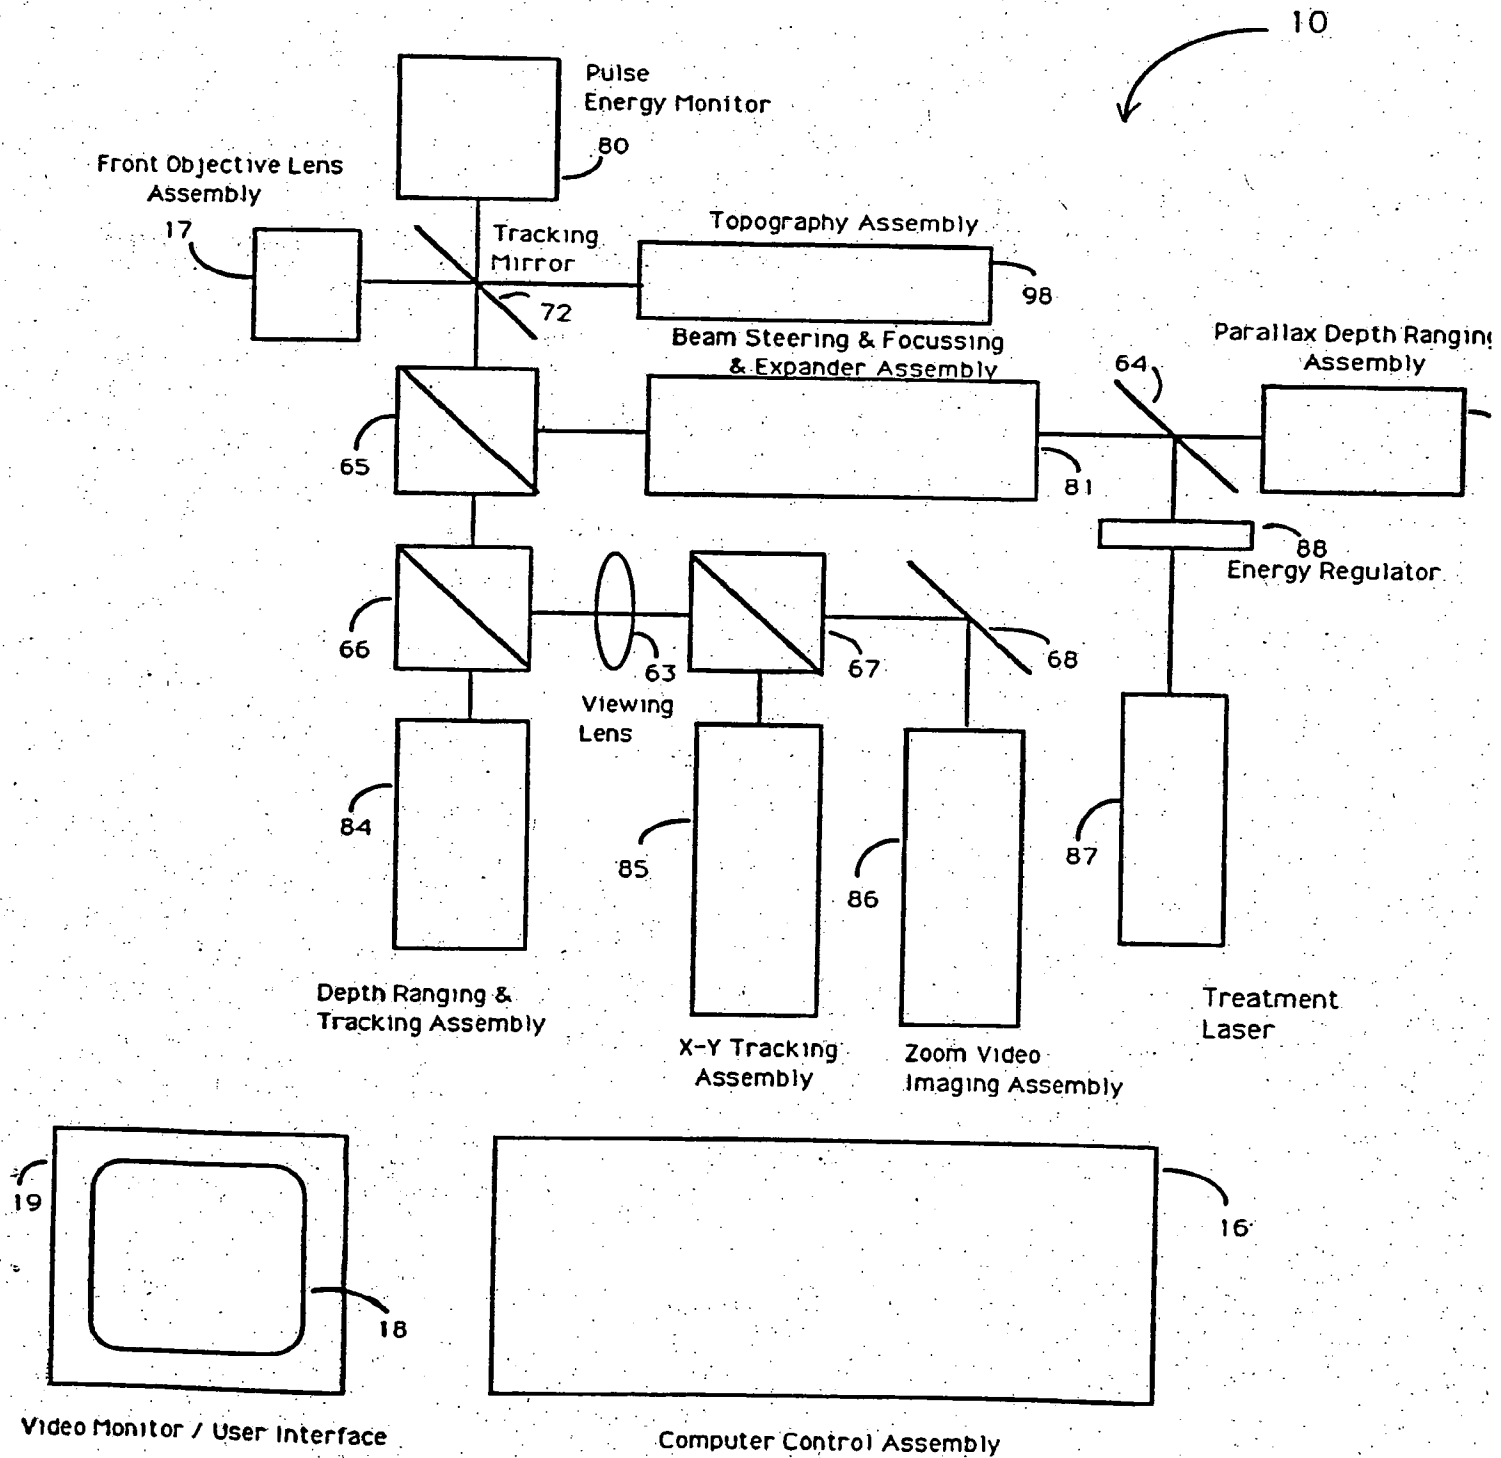 10
Pulse
Energy Monitor
80
Front Objective Lens
Assembly
17
Tracking
Mirror
72
Topography Assembly
98
Beam Steering & Focussing
& Expander Assembly
81
64
Parallax Depth Ranging
Assembly
65
88
Energy Regulator
66
63
Viewing
Lens
67
68
84
85
86
87
Depth Ranging &
Tracking Assembly
X-Y Tracking
Assembly
Zoom Video
Imaging Assembly
Treatment
Laser
19
18
16
Video Monitor / User Interface
Computer Control Assembly